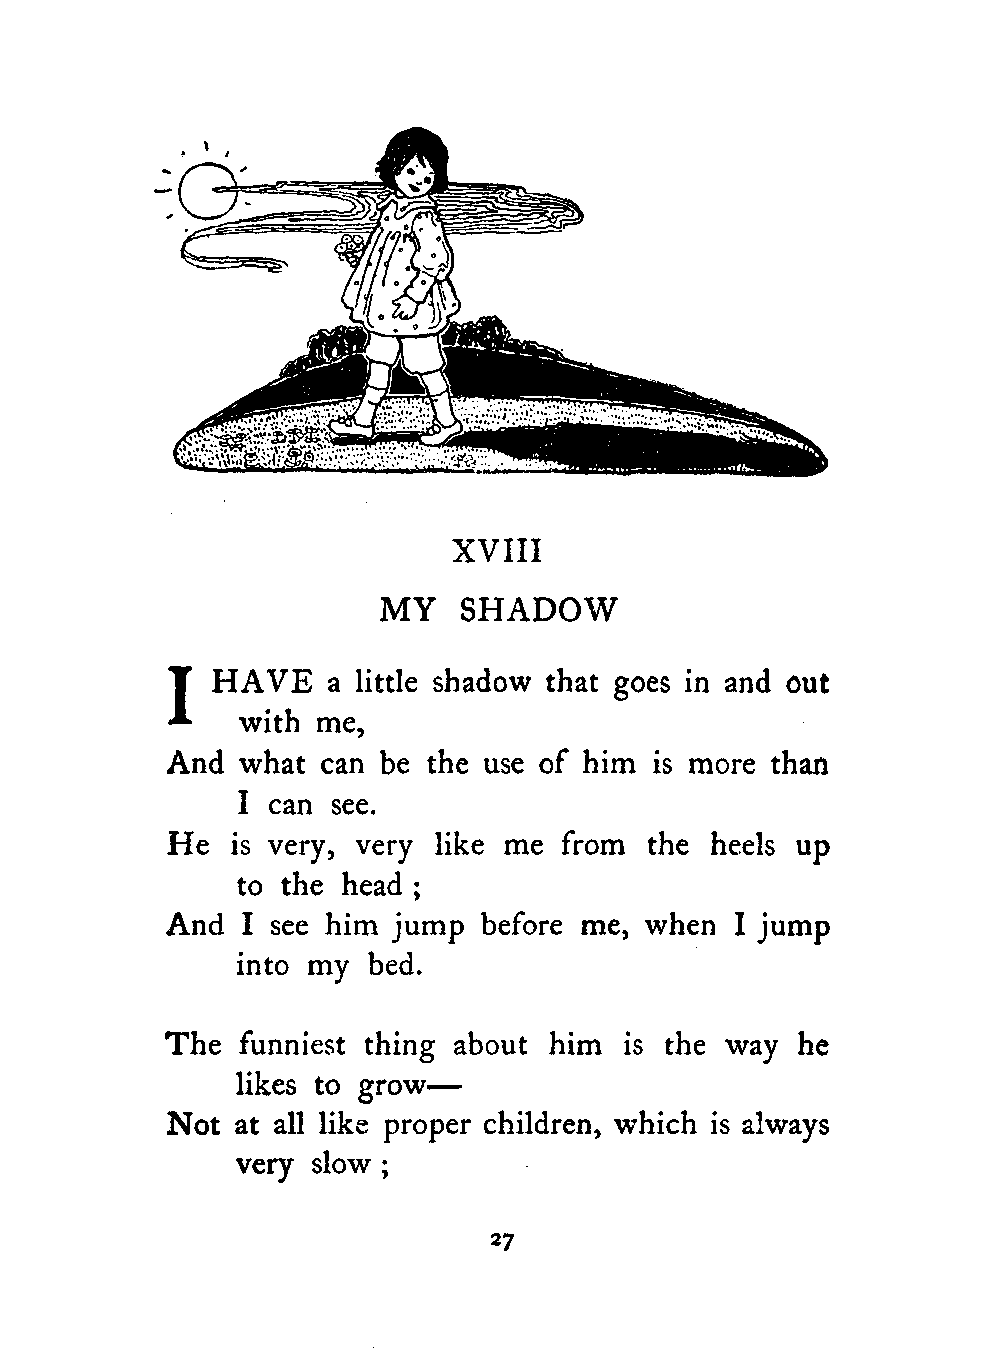 XVIII
MY SHADOW
I HAVE a little shadow that goes in and out
with me,
And what can be the use of him is more than
I can see.
He is very, very like me from the heels up
to the head ;
And I see him jump before me, when I jump
into my bed.
The funniest thing about him is the way he
likes to grow—
Not at all like proper children, which is always
very slow ;
27